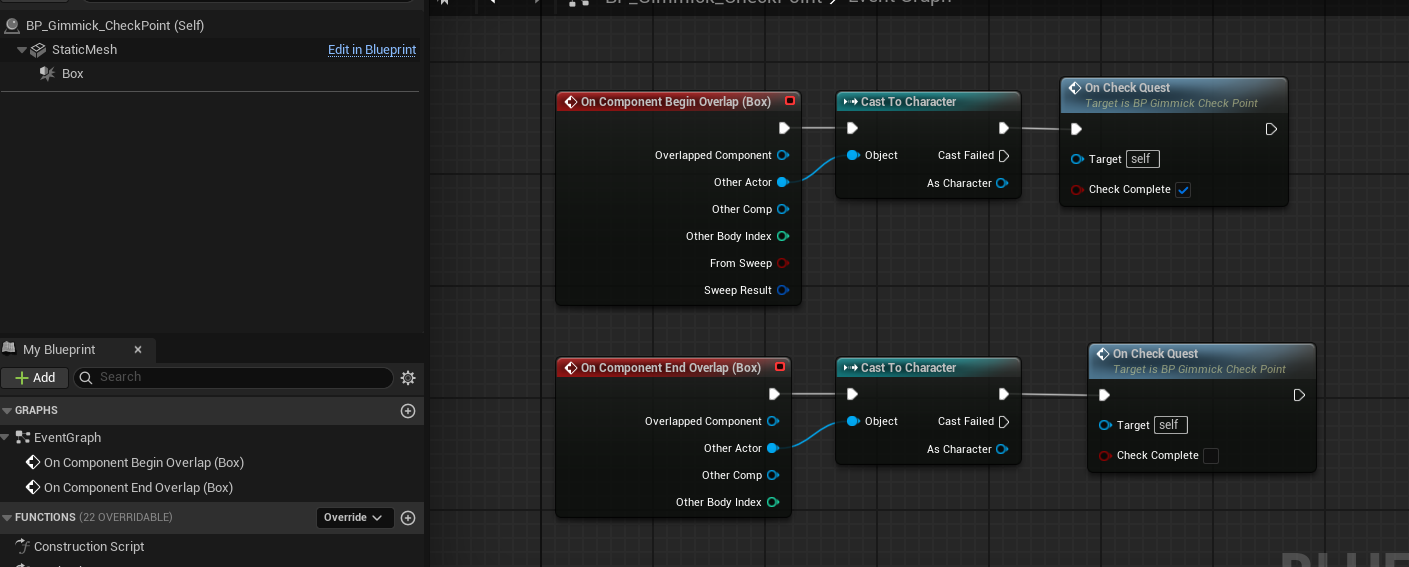 BP_Gimmick_CheckPoint (Self)
StaticMesh
Edit in Blueprint
Box
My Blueprint
Add
Search
GRAPHS
EventGraph
On Component Begin Overlap (Box)
On Component End Overlap (Box)
FUNCTIONS (22 OVERRIDABLE)
Override
Construction Script
BP_Gimmick_CheckPoint
Event Graph
On Component Begin Overlap (Box)
Overlapped Component
Other Actor
Other Comp
Other Body Index
From Sweep
Sweep Result
Cast To Character
Object
Cast Failed
As Character
On Check Quest
Target is BP Gimmick Check Point
Target self
Check Complete
On Component End Overlap (Box)
Overlapped Component
Other Actor
Other Comp
Other Body Index
Cast To Character
Object
Cast Failed
As Character
On Check Quest
Target is BP Gimmick Check Point
Target self
Check Complete